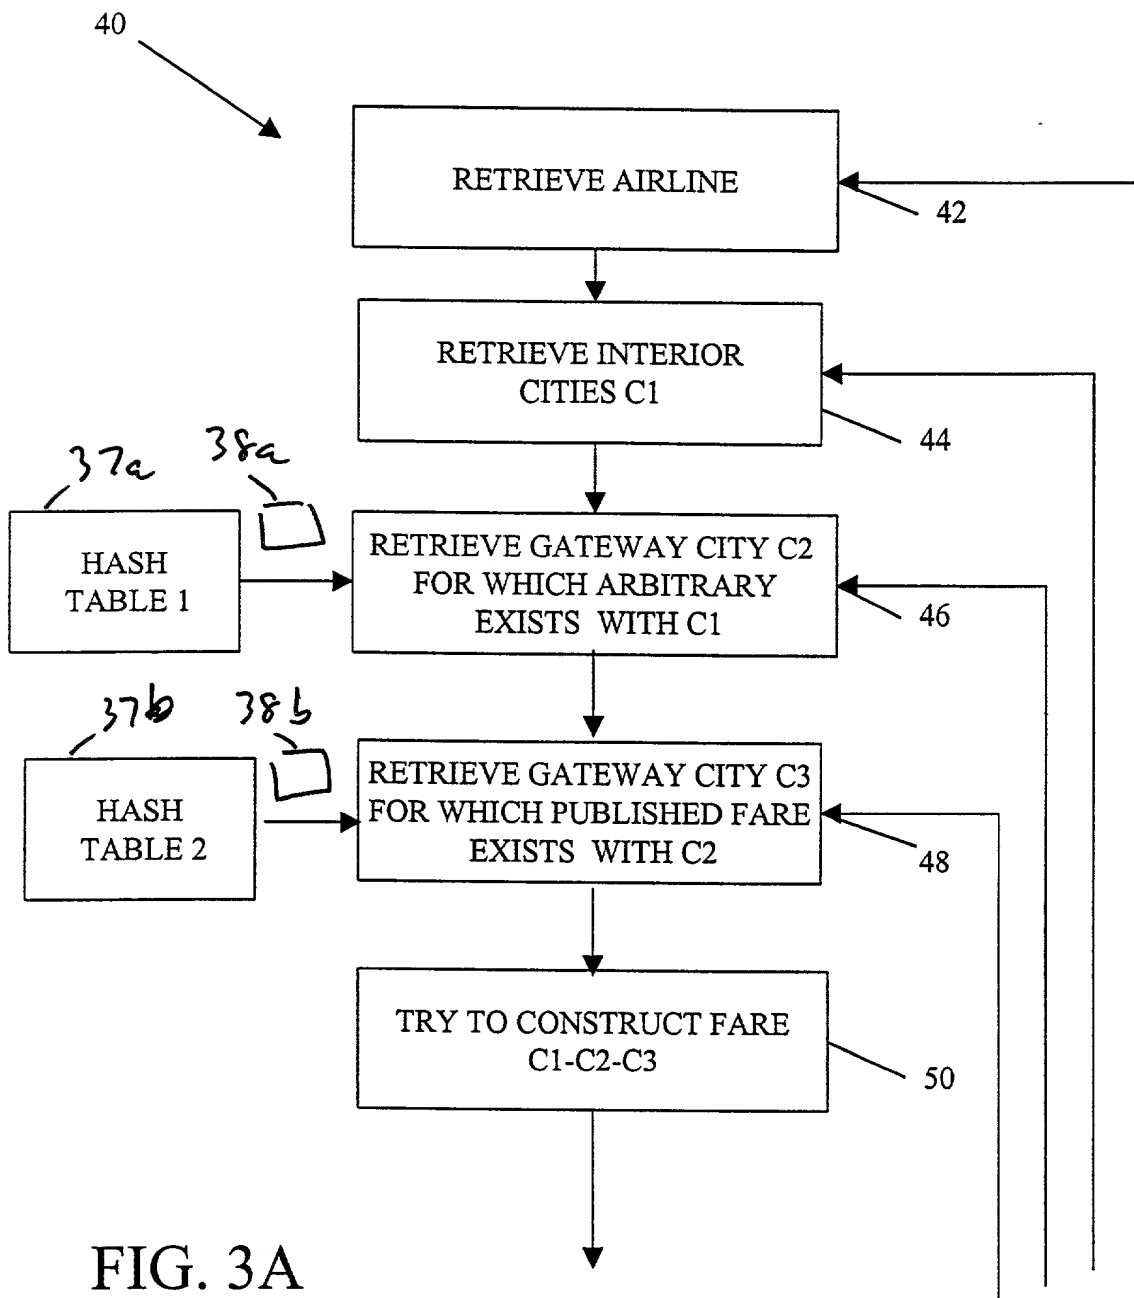 40
RETRIEVE AIRLINE
42
RETRIEVE INTERIOR
CITIES C1
44
37a
38a
HASH
TABLE 1
RETRIEVE GATEWAY CITY C2
FOR WHICH ARBITRARY
EXISTS WITH C1
46
37b
38b
HASH
TABLE 2
RETRIEVE GATEWAY CITY C3
FOR WHICH PUBLISHED FARE
EXISTS WITH C2
48
TRY TO CONSTRUCT FARE
C1-C2-C3
50
FIG. 3A